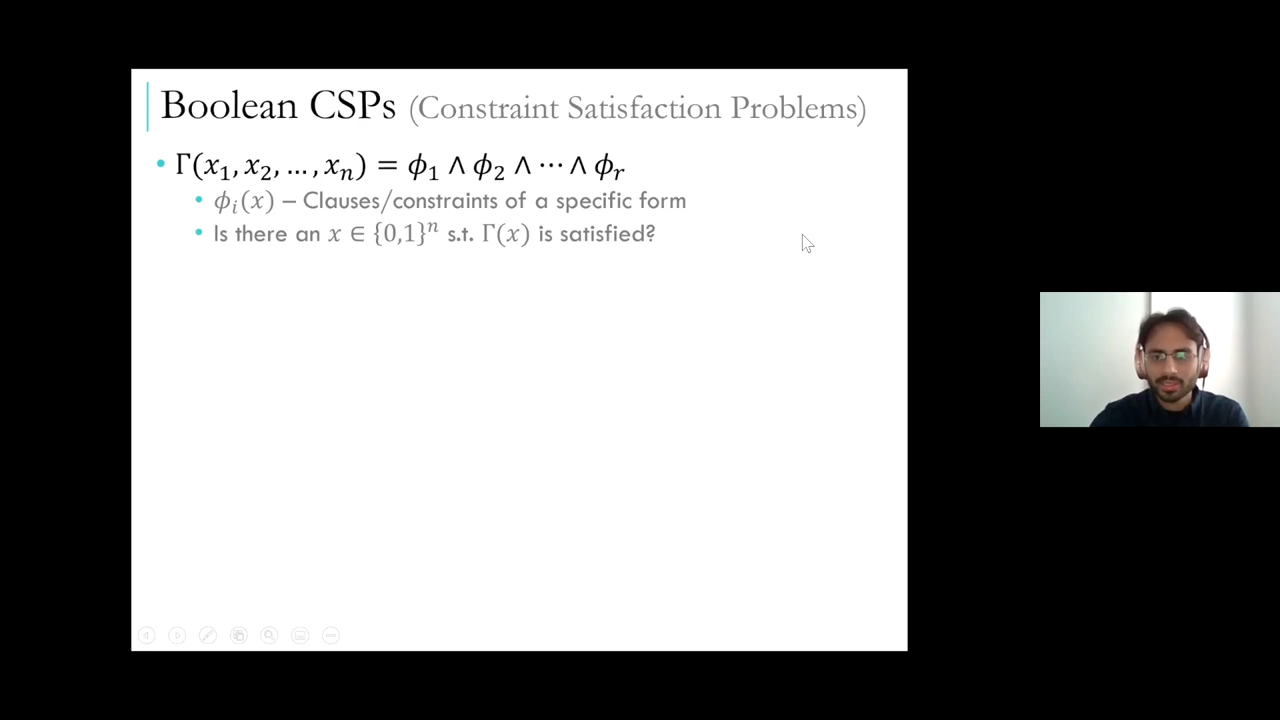 Boolean CSPs (Constraint Satisfaction Problems)
• Γ(x₁, x₂, …, xₙ) = ϕ₁ ∧ ϕ₂ ∧ ⋯ ∧ ϕᵣ
• ϕᵢ(x) – Clauses/constraints of a specific form
• Is there an x ∈ {0,1}ⁿ s.t. Γ(x) is satisfied?